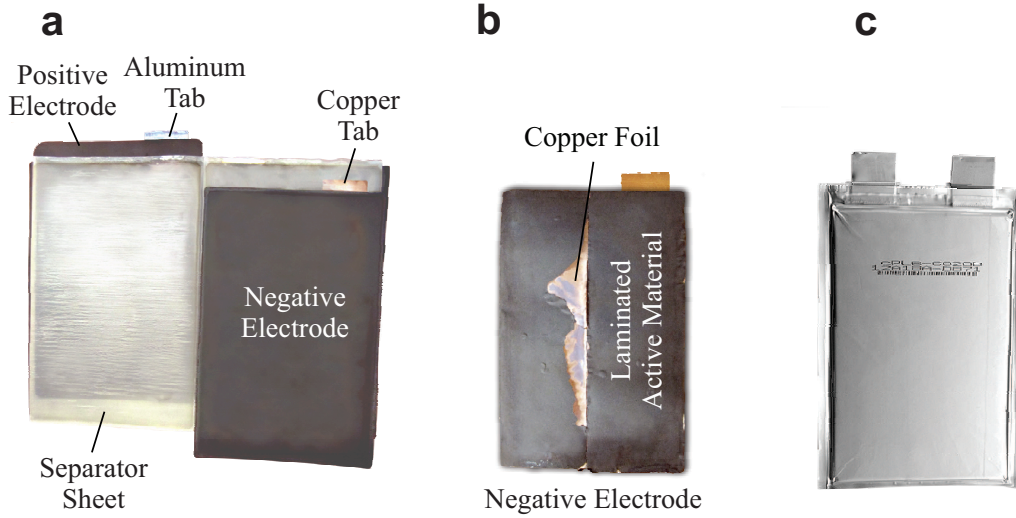 a
b
c
Positive
Electrode
Aluminum
Tab
Copper
Tab
Negative
Electrode
Separator
Sheet
Copper Foil
Laminated
Active Material
Negative Electrode